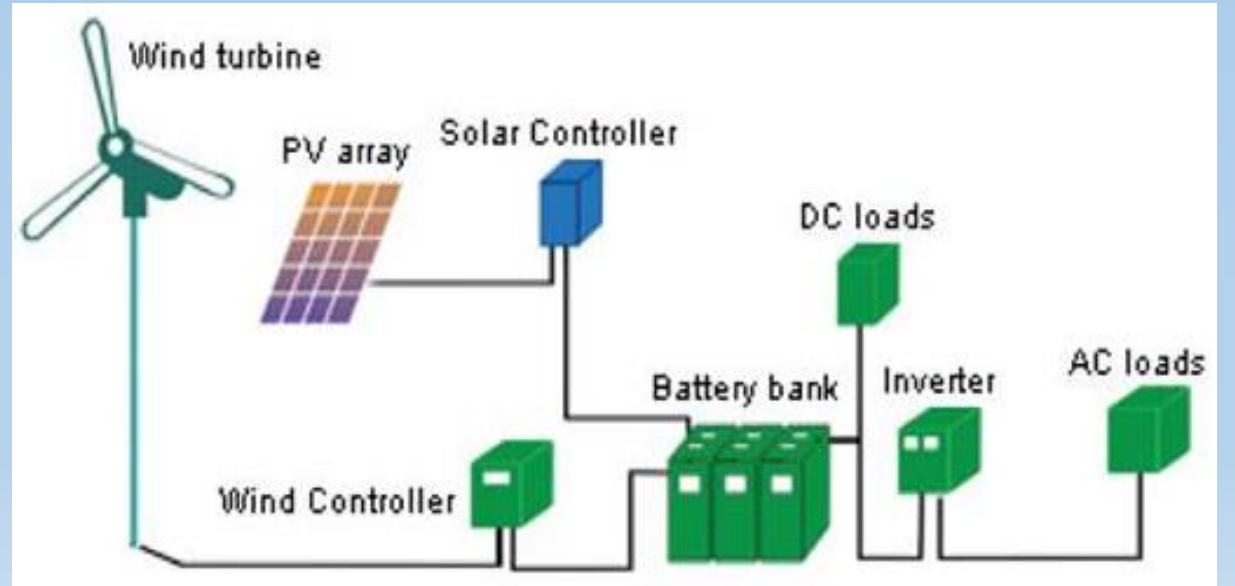 Wind turbine
PV array
Solar Controller
DC loads
Battery bank
Inverter
AC loads
Wind Controller